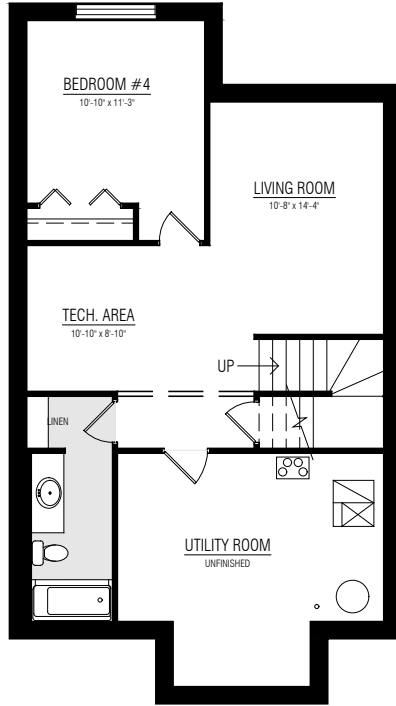 BEDROOM #4
10'-10" x 11'-3"
LIVING ROOM
10'-8" x 14'-4"
TECH. AREA
10'-10" x 8'-10"
UP
LINEN
UTILITY ROOM
UNFINISHED